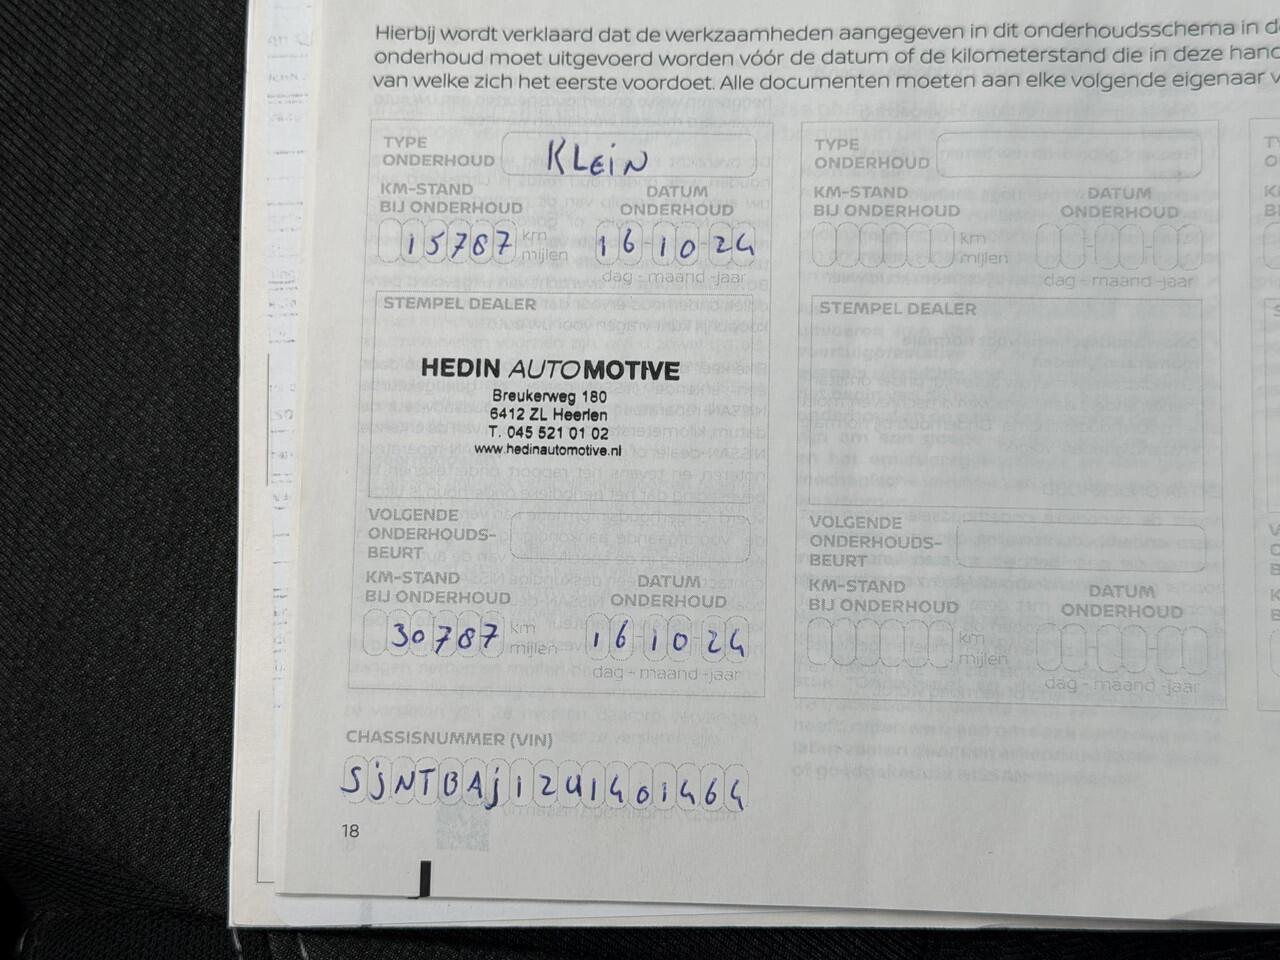 Hierbij wordt verklaard dat de werkzaamheden aangegeven in dit onderhoudsschema in
onderhoud moet uitgevoerd worden vóór de datum of de kilometerstand die in deze
van welke zich het eerste voordoet. Alle documenten moeten aan elke volgende eigenaar
TYPE
ONDERHOUD
KLEiN
KM-STAND
BIJ ONDERHOUD
DATUM
ONDERHOUD
15787 km
mijlen
16-10-24
dag - maand -jaar
STEMPEL DEALER
HEDIN AUTOMOTIVE
Breukerweg 180
6412 ZL Heerlen
T. 045 521 01 02
www.hedinautomotive.nl
VOLGENDE
ONDERHOUDS-
BEURT
KM-STAND
BIJ ONDERHOUD
DATUM
ONDERHOUD
30787 km
mijlen
16-10-24
dag - maand -jaar
CHASSISNUMMER (VIN)
SjNTBAj12U1401464
18
TYPE
ONDERHOUD
KM-STAND
BIJ ONDERHOUD
DATUM
ONDERHOUD
km
mijlen
dag - maand -jaar
STEMPEL DEALER
VOLGENDE
ONDERHOUDS-
BEURT
KM-STAND
BIJ ONDERHOUD
DATUM
ONDERHOUD
km
mijlen
dag - maand -jaar